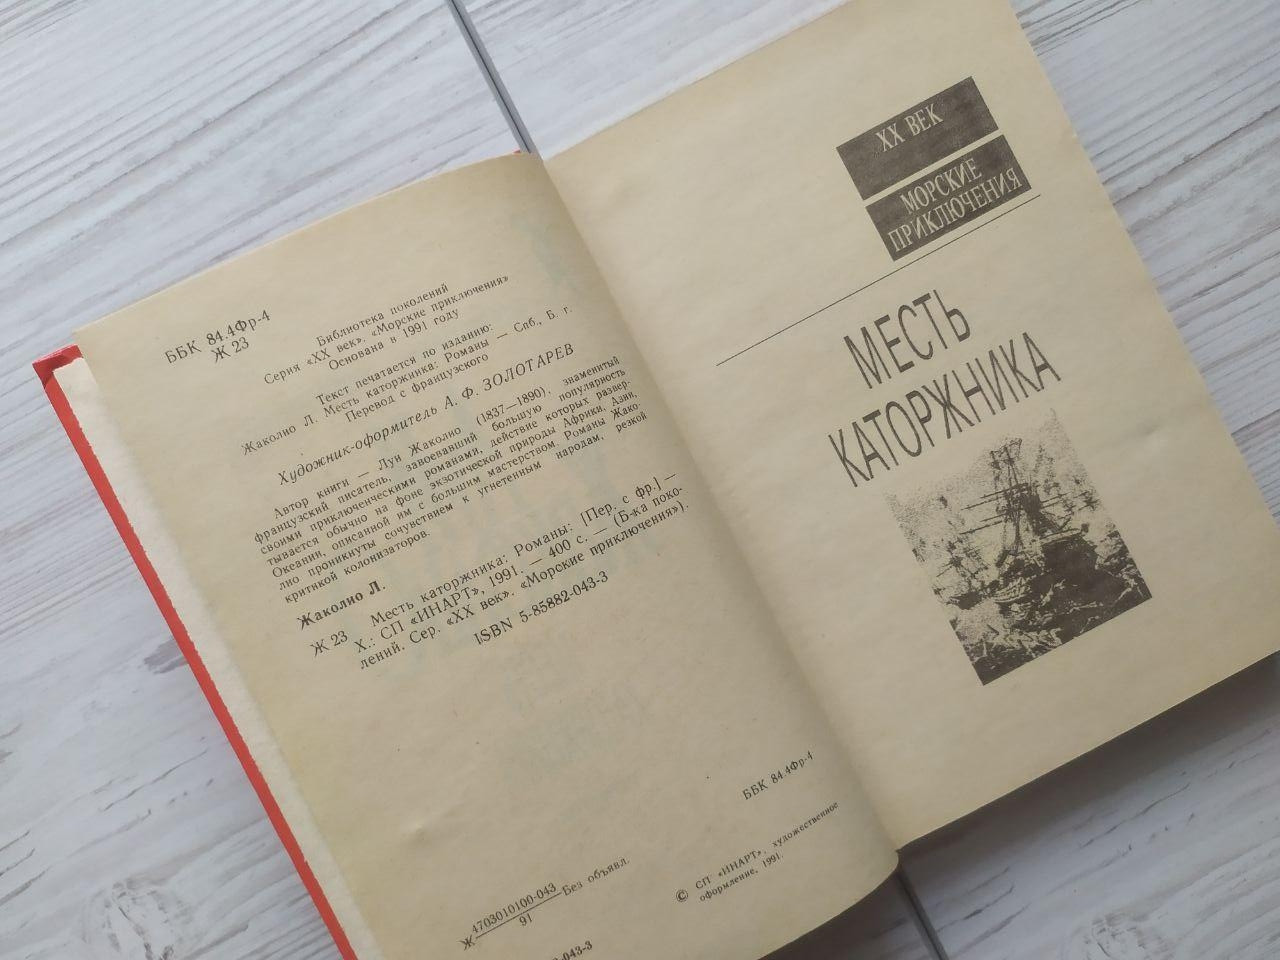 ББК 84.4Фр-4
Ж 23
Библиотека поколений
Серия «XX век». «Морские приключения»
Основана в 1991 году
Текст печатается по изданию:
Жаколио Л. Месть каторжника: Романы — Спб., Б. г.
Перевод с французского
Художник-оформитель А. Ф. ЗОЛОТАРЕВ
Автор книги — Луи Жаколио (1837—1890), знаменитый
французский писатель, завоевавший большую популярность
своими приключенческими романами, действие которых развер-
тывается обычно на фоне экзотической природы Африки, Азии,
Океании, описанной им с большим мастерством. Романы Жако-
лио проникнуты сочувствием к угнетенным народам, резкой
критикой колонизаторов.
Жаколио Л.
Ж 23 Месть каторжника: Романы: [Пер. с фр.] —
Х.: СП «ИНАРТ», 1991. — 400 с. — (Б-ка поко-
лений. Сер. «XX век». «Морские приключения»).
ISBN 5-85882-043-3
ББК 84.4Фр-4
Ж 4703010100-043 Без объявл.
91
© СП «ИНАРТ», художественное
оформление, 1991.
-043-3
XX ВЕК
МОРСКИЕ
ПРИКЛЮЧЕНИЯ
МЕСТЬ
КАТОРЖНИКА